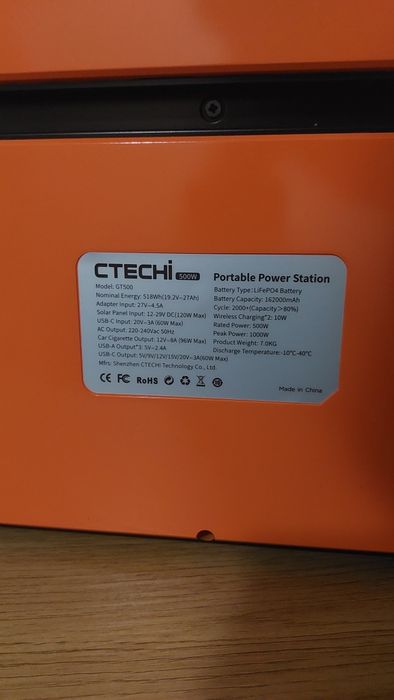 CTECHi 500W
Portable Power Station
Model: GT500
Nominal Energy: 518Wh(19.2V-27Ah)
Adapter Input: 27V-4.5A
Solar Panel Input: 12-29V DC(120W Max)
USB-C Input: 20V-3A(60W Max)
AC Output: 220-240Vac 50Hz
Car Cigarette Output: 12V-8A (96W Max)
USB-A Output*3: 5V-2.4A
USB-C Output: 5V/9V/12V/15V/20V-3A(60W Max)
Mfrs: Shenzhen CTECHI Technology Co., Ltd.
Battery Type: LiFePO4 Battery
Battery Capacity: 162000mAh
Cycle: 2000+(Capacity>80%)
Wireless Charging*2: 10W
Rated Power: 500W
Peak Power: 1000W
Product Weight: 7.0KG
Discharge Temperature: -10°C-40°C
CE FC RoHS
Made in China